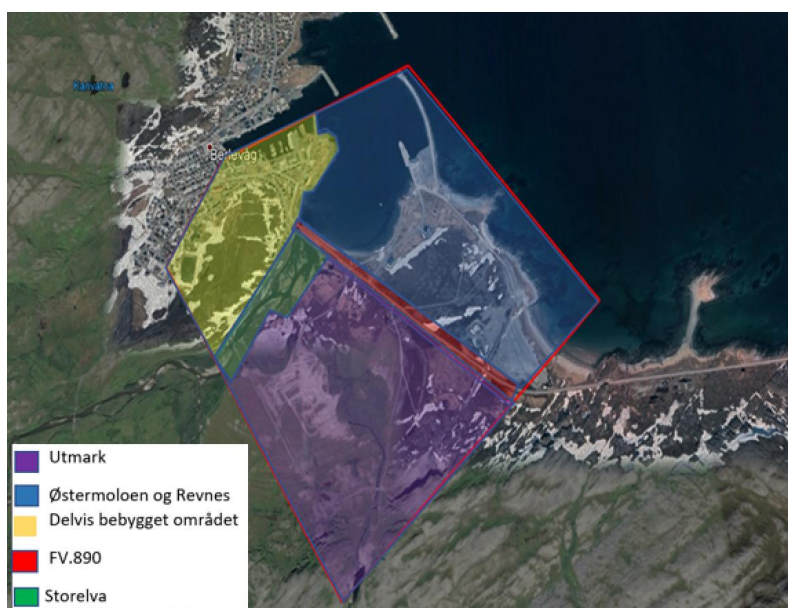 Berlevåg
Utmark
Østermoloen og Revnes
Delvis bebygget området
FV.890
Storelva